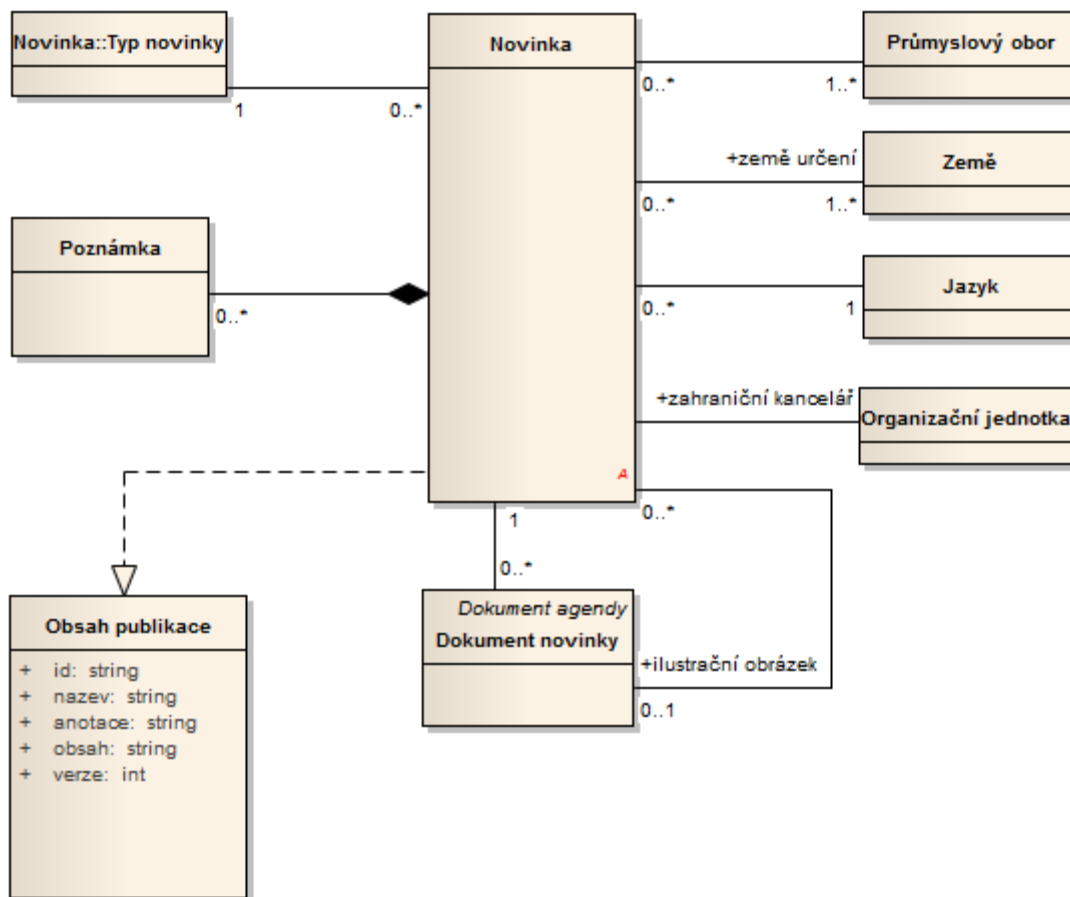 Novinka::Typ novinky
1
0..*
Novinka
A
Průmyslový obor
0..*
1..*
+země určení
Země
0..*
1..*
Jazyk
0..*
1
+zahraniční kancelář
Organizační jednotka
Poznámka
0..*
0..*
1
0..*
Dokument agendy
Dokument novinky
+ilustrační obrázek
0..1
Obsah publikace
+ id: string
+ nazev: string
+ anotace: string
+ obsah: string
+ verze: int